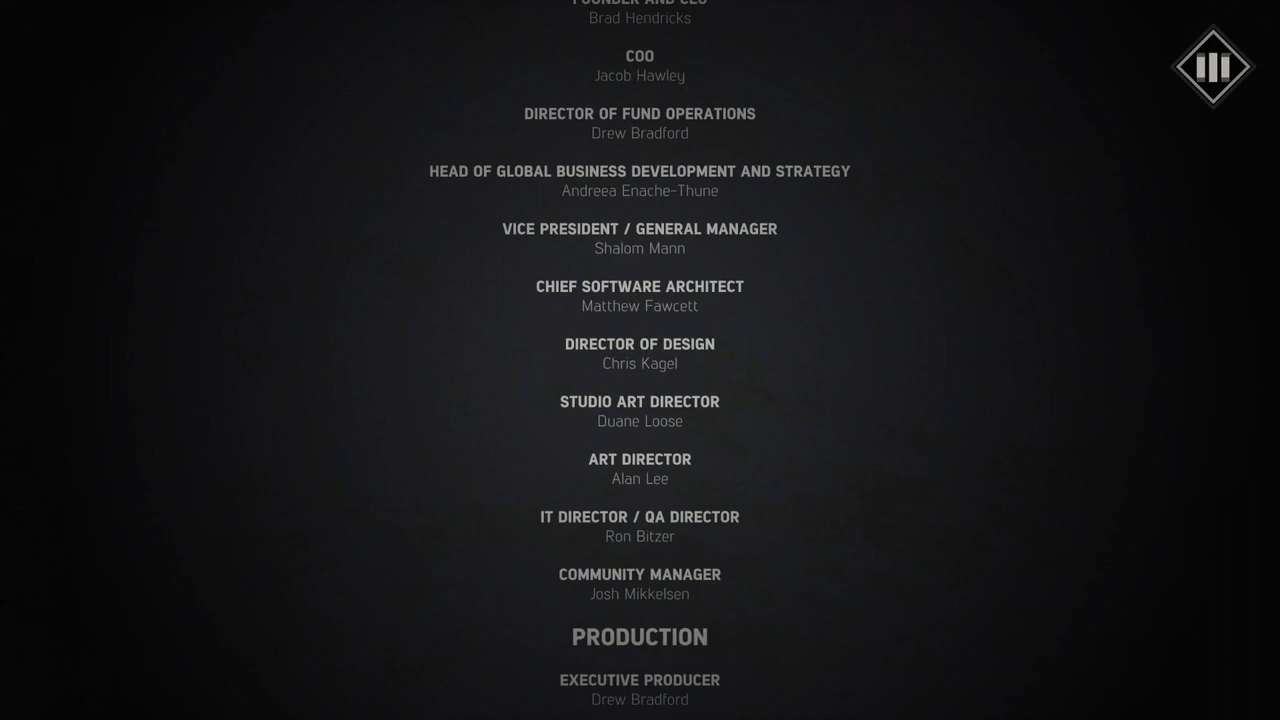 FOUNDER AND CEO
Brad Hendricks
COO
Jacob Hawley
DIRECTOR OF FUND OPERATIONS
Drew Bradford
HEAD OF GLOBAL BUSINESS DEVELOPMENT AND STRATEGY
Andreea Enache-Thune
VICE PRESIDENT / GENERAL MANAGER
Shalom Mann
CHIEF SOFTWARE ARCHITECT
Matthew Fawcett
DIRECTOR OF DESIGN
Chris Kagel
STUDIO ART DIRECTOR
Duane Loose
ART DIRECTOR
Alan Lee
IT DIRECTOR / QA DIRECTOR
Ron Bitzer
COMMUNITY MANAGER
Josh Mikkelsen
PRODUCTION
EXECUTIVE PRODUCER
Drew Bradford